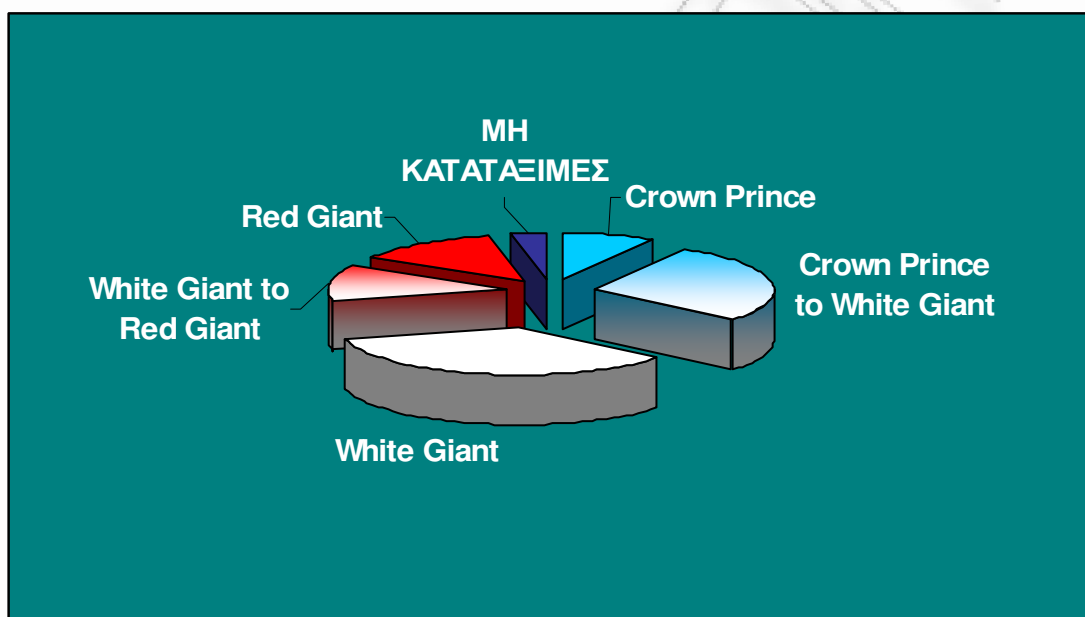 ΜΗ
ΚΑΤΑΤΑΞΙΜΕΣ
Crown Prince
Red Giant
Crown Prince
to White Giant
White Giant to
Red Giant
White Giant